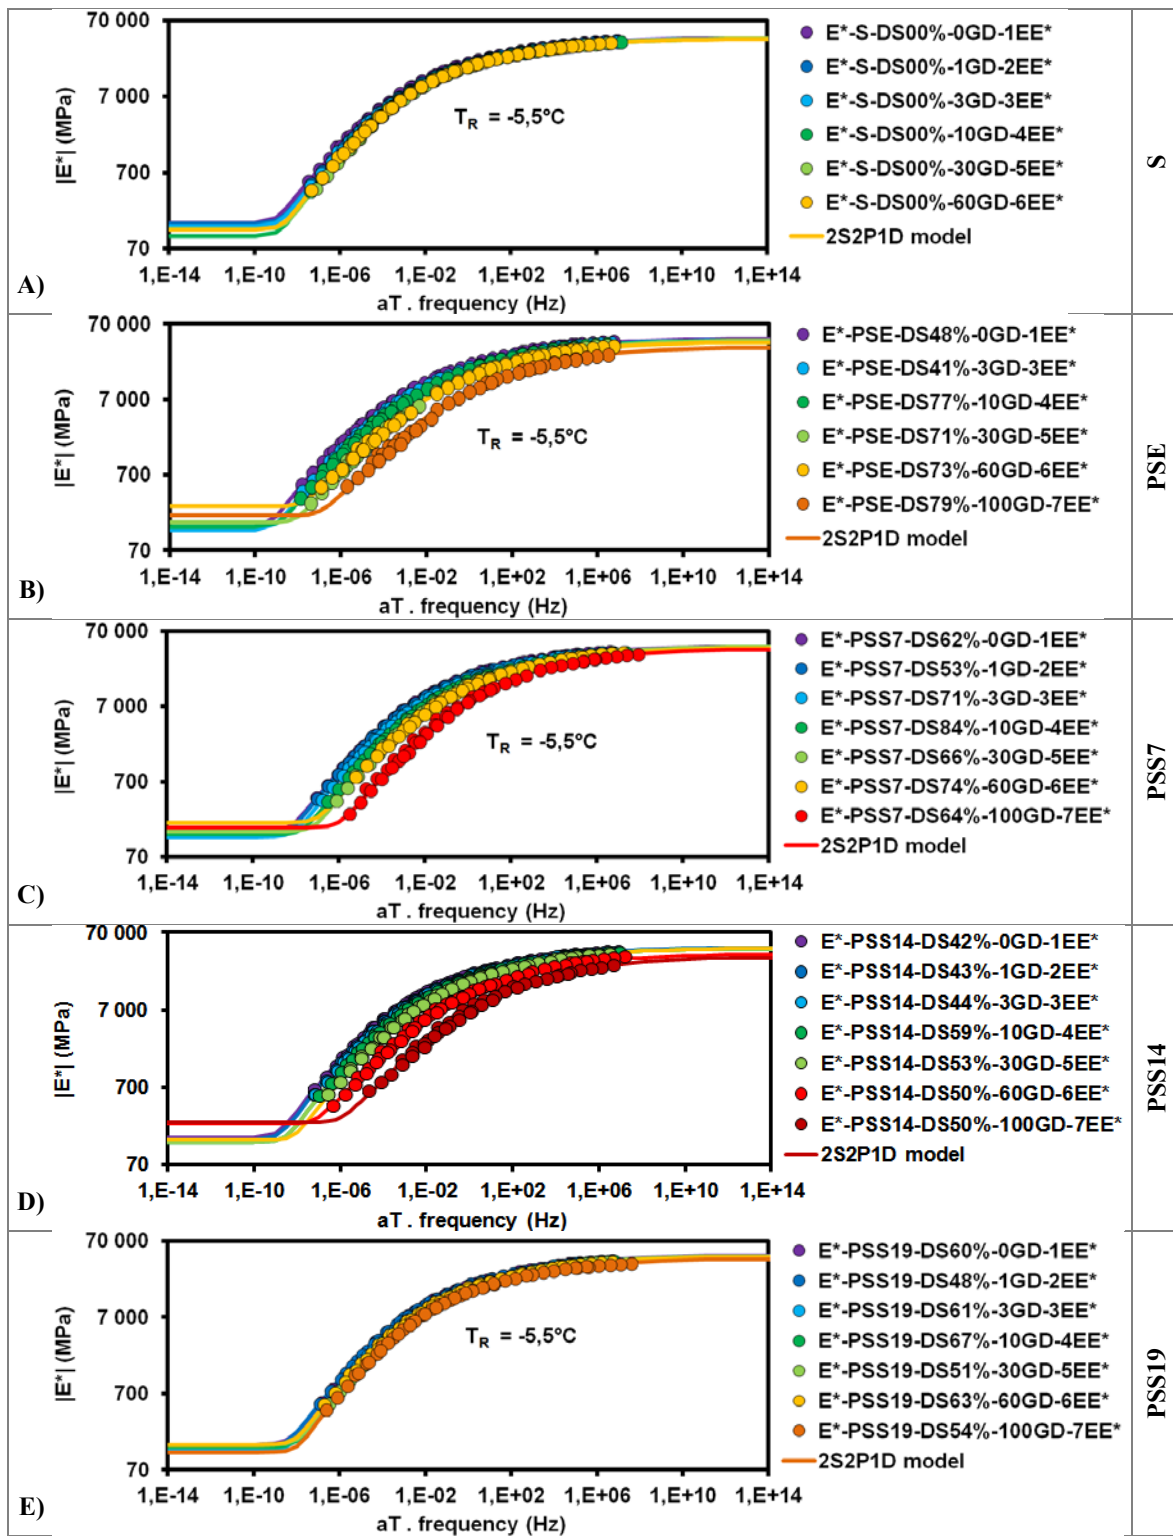 70 000
7 000
700
70
|E*| (MPa)
T_R = -5,5°C
1,E-14 1,E-10 1,E-06 1,E-02 1,E+02 1,E+06 1,E+10 1,E+14
aT . frequency (Hz)
E*-S-DS00%-0GD-1EE*
E*-S-DS00%-1GD-2EE*
E*-S-DS00%-3GD-3EE*
E*-S-DS00%-10GD-4EE*
E*-S-DS00%-30GD-5EE*
E*-S-DS00%-60GD-6EE*
2S2P1D model
S
A)
70 000
7 000
700
70
|E*| (MPa)
T_R = -5,5°C
1,E-14 1,E-10 1,E-06 1,E-02 1,E+02 1,E+06 1,E+10 1,E+14
aT . frequency (Hz)
E*-PSE-DS48%-0GD-1EE*
E*-PSE-DS41%-3GD-3EE*
E*-PSE-DS77%-10GD-4EE*
E*-PSE-DS71%-30GD-5EE*
E*-PSE-DS73%-60GD-6EE*
E*-PSE-DS79%-100GD-7EE*
2S2P1D model
PSE
B)
70 000
7 000
700
70
|E*| (MPa)
T_R = -5,5°C
1,E-14 1,E-10 1,E-06 1,E-02 1,E+02 1,E+06 1,E+10 1,E+14
aT . frequency (Hz)
E*-PSS7-DS62%-0GD-1EE*
E*-PSS7-DS53%-1GD-2EE*
E*-PSS7-DS71%-3GD-3EE*
E*-PSS7-DS84%-10GD-4EE*
E*-PSS7-DS66%-30GD-5EE*
E*-PSS7-DS74%-60GD-6EE*
E*-PSS7-DS64%-100GD-7EE*
2S2P1D model
PSS7
C)
70 000
7 000
700
70
|E*| (MPa)
1,E-14 1,E-10 1,E-06 1,E-02 1,E+02 1,E+06 1,E+10 1,E+14
aT . frequency (Hz)
E*-PSS14-DS42%-0GD-1EE*
E*-PSS14-DS43%-1GD-2EE*
E*-PSS14-DS44%-3GD-3EE*
E*-PSS14-DS59%-10GD-4EE*
E*-PSS14-DS53%-30GD-5EE*
E*-PSS14-DS50%-60GD-6EE*
E*-PSS14-DS50%-100GD-7EE*
2S2P1D model
PSS14
D)
70 000
7 000
700
70
|E*| (MPa)
T_R = -5,5°C
1,E-14 1,E-10 1,E-06 1,E-02 1,E+02 1,E+06 1,E+10 1,E+14
aT . frequency (Hz)
E*-PSS19-DS60%-0GD-1EE*
E*-PSS19-DS48%-1GD-2EE*
E*-PSS19-DS61%-3GD-3EE*
E*-PSS19-DS67%-10GD-4EE*
E*-PSS19-DS51%-30GD-5EE*
E*-PSS19-DS63%-60GD-6EE*
E*-PSS19-DS54%-100GD-7EE*
2S2P1D model
PSS19
E)